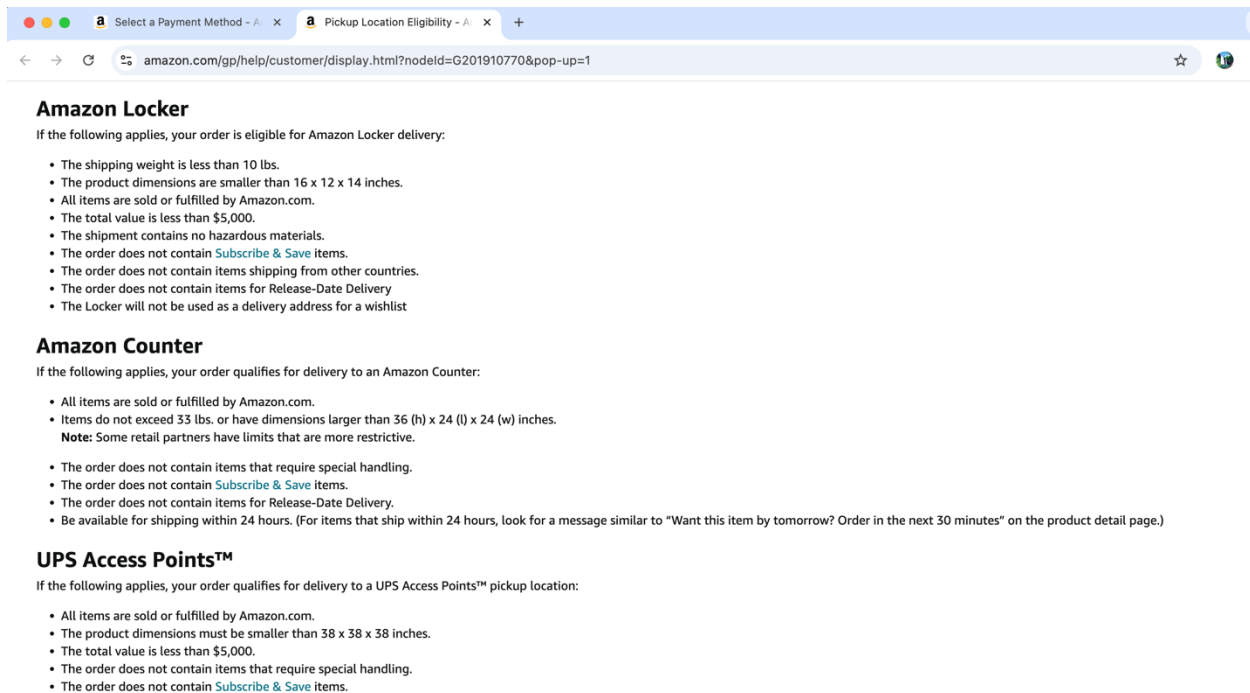 Select a Payment Method - A
Pickup Location Eligibility - A
amazon.com/gp/help/customer/display.html?nodeId=G201910770&pop-up=1
Amazon Locker
If the following applies, your order is eligible for Amazon Locker delivery:
• The shipping weight is less than 10 lbs.
• The product dimensions are smaller than 16 x 12 x 14 inches.
• All items are sold or fulfilled by Amazon.com.
• The total value is less than $5,000.
• The shipment contains no hazardous materials.
• The order does not contain Subscribe & Save items.
• The order does not contain items shipping from other countries.
• The order does not contain items for Release-Date Delivery
• The Locker will not be used as a delivery address for a wishlist
Amazon Counter
If the following applies, your order qualifies for delivery to an Amazon Counter:
• All items are sold or fulfilled by Amazon.com.
• Items do not exceed 33 lbs. or have dimensions larger than 36 (h) x 24 (l) x 24 (w) inches.
Note: Some retail partners have limits that are more restrictive.
• The order does not contain items that require special handling.
• The order does not contain Subscribe & Save items.
• The order does not contain items for Release-Date Delivery.
• Be available for shipping within 24 hours. (For items that ship within 24 hours, look for a message similar to “Want this item by tomorrow? Order in the next 30 minutes” on the product detail page.)
UPS Access Points™
If the following applies, your order qualifies for delivery to a UPS Access Points™ pickup location:
• All items are sold or fulfilled by Amazon.com.
• The product dimensions must be smaller than 38 x 38 x 38 inches.
• The total value is less than $5,000.
• The order does not contain items that require special handling.
• The order does not contain Subscribe & Save items.